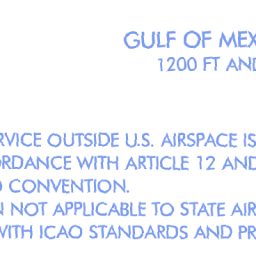 GULF OF MEX
1200 FT AND
RVICE OUTSIDE U.S. AIRSPACE IS
ORDANCE WITH ARTICLE 12 AND
O CONVENTION.
N NOT APPLICABLE TO STATE AIR
WITH ICAO STANDARDS AND PR